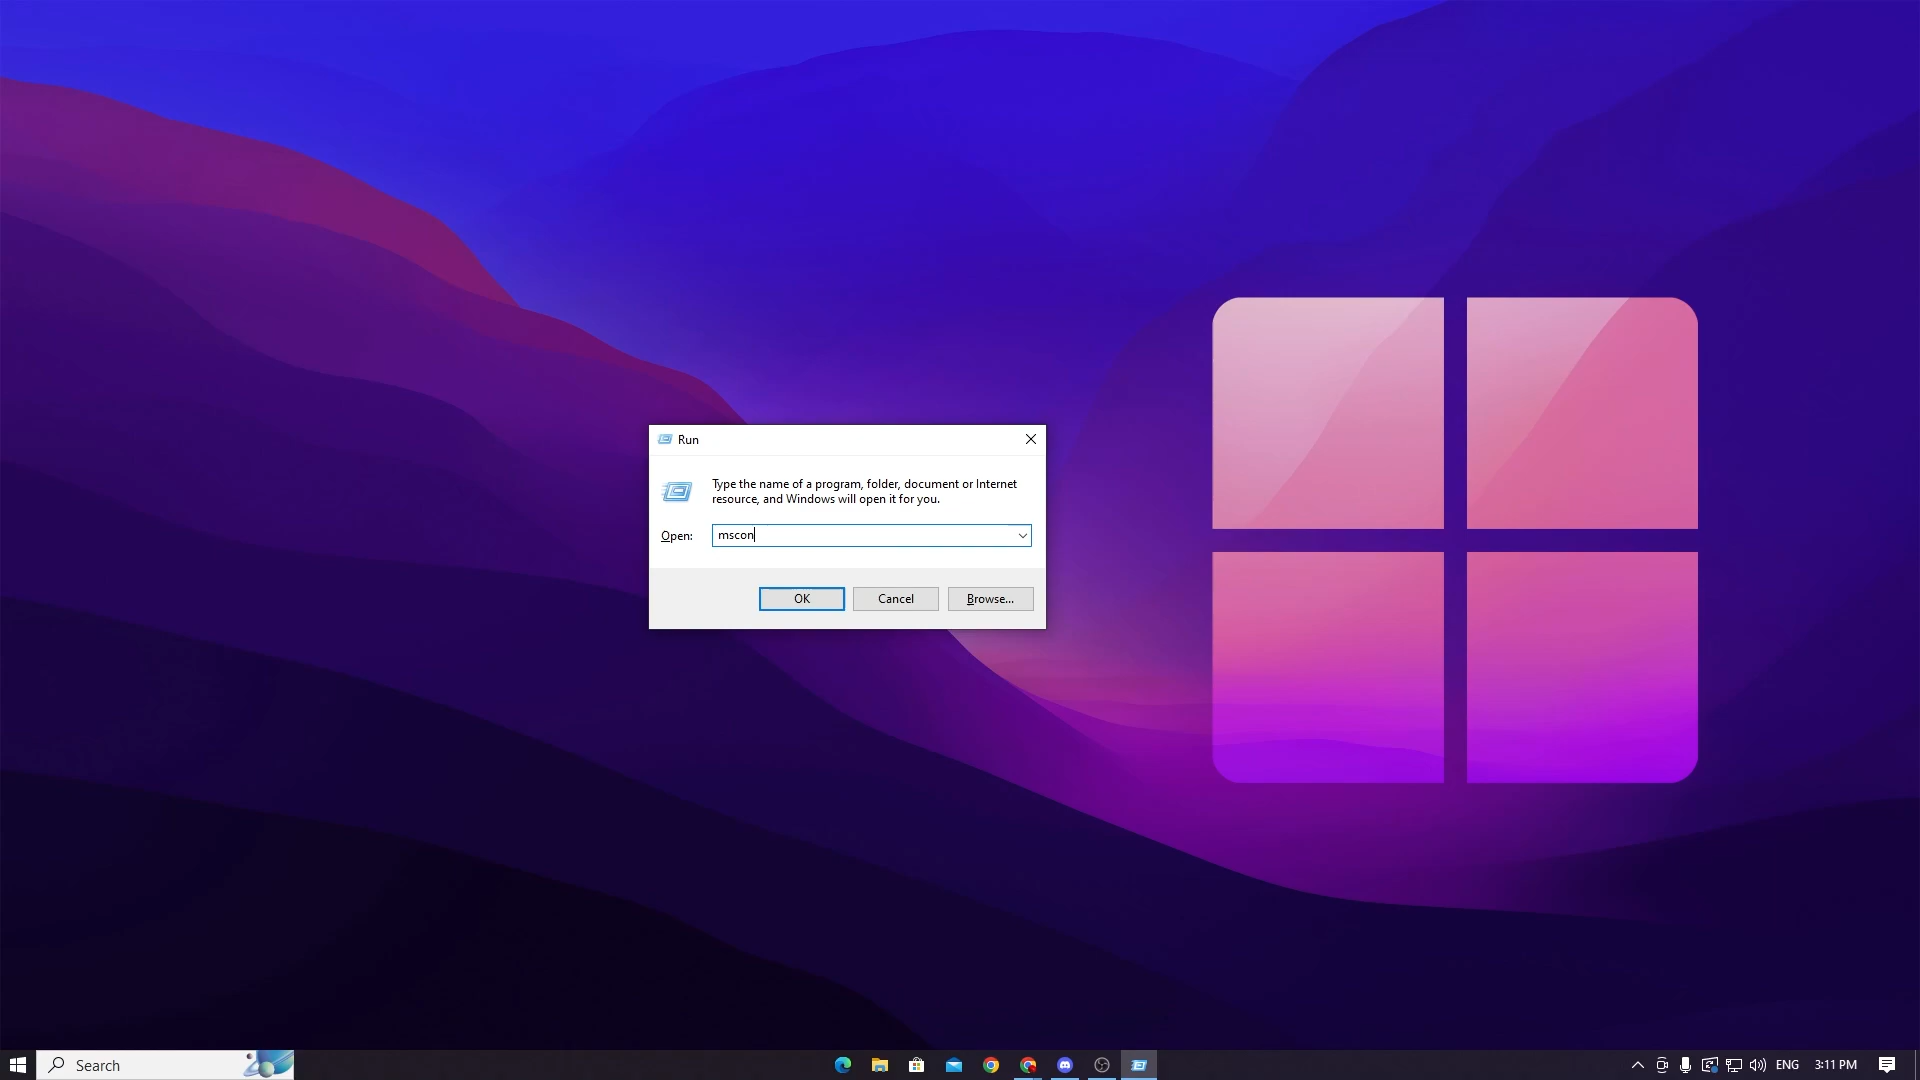 Run
Type the name of a program, folder, document or Internet
resource, and Windows will open it for you.
Open:
mscon
OK
Cancel
Browse...
Search
ENG
3:11 PM